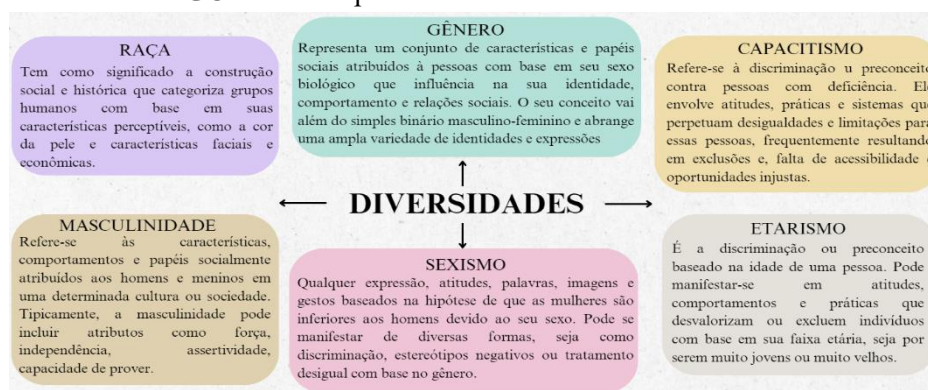 RAÇA
Tem como significado a construção
social e histórica que categoriza grupos
humanos com base em suas
características perceptíveis, como a cor
da pele e características faciais e
econômicas.
GÊNERO
Representa um conjunto de características e papéis
sociais atribuídos à pessoas com base em seu sexo
biológico que influência na sua identidade,
comportamento e relações sociais. O seu conceito vai
além do simples binário masculino-feminino e abrange
uma ampla variedade de identidades e expressões
CAPACITISMO
Refere-se à discriminação u preconceito
contra pessoas com deficiência. Ele
envolve atitudes, práticas e sistemas que
perpetuam desigualdades e limitações para
essas pessoas, frequentemente resultando
em exclusões e, falta de acessibilidade
oportunidades injustas.
DIVERSIDADES
MASCULINIDADE
Refere-se às características,
comportamentos e papéis socialmente
atribuídos aos homens e meninos em
uma determinada cultura ou sociedade.
Tipicamente, a masculinidade pode
incluir atributos como força,
independência, assertividade,
capacidade de prover.
SEXISMO
Qualquer expressão, atitudes, palavras, imagens e
gestos baseados na hipótese de que as mulheres são
inferiores aos homens devido ao seu sexo. Pode se
manifestar de diversas formas, seja como
discriminação, estereótipos negativos ou tratamento
desigual com base no gênero.
ETARISMO
É a discriminação ou preconceito
baseado na idade de uma pessoa. Pode
manifestar-se em atitudes,
comportamentos e práticas que
desvalorizam ou excluem indivíduos
com base em sua faixa etária, seja por
serem muito jovens ou muito velhos.